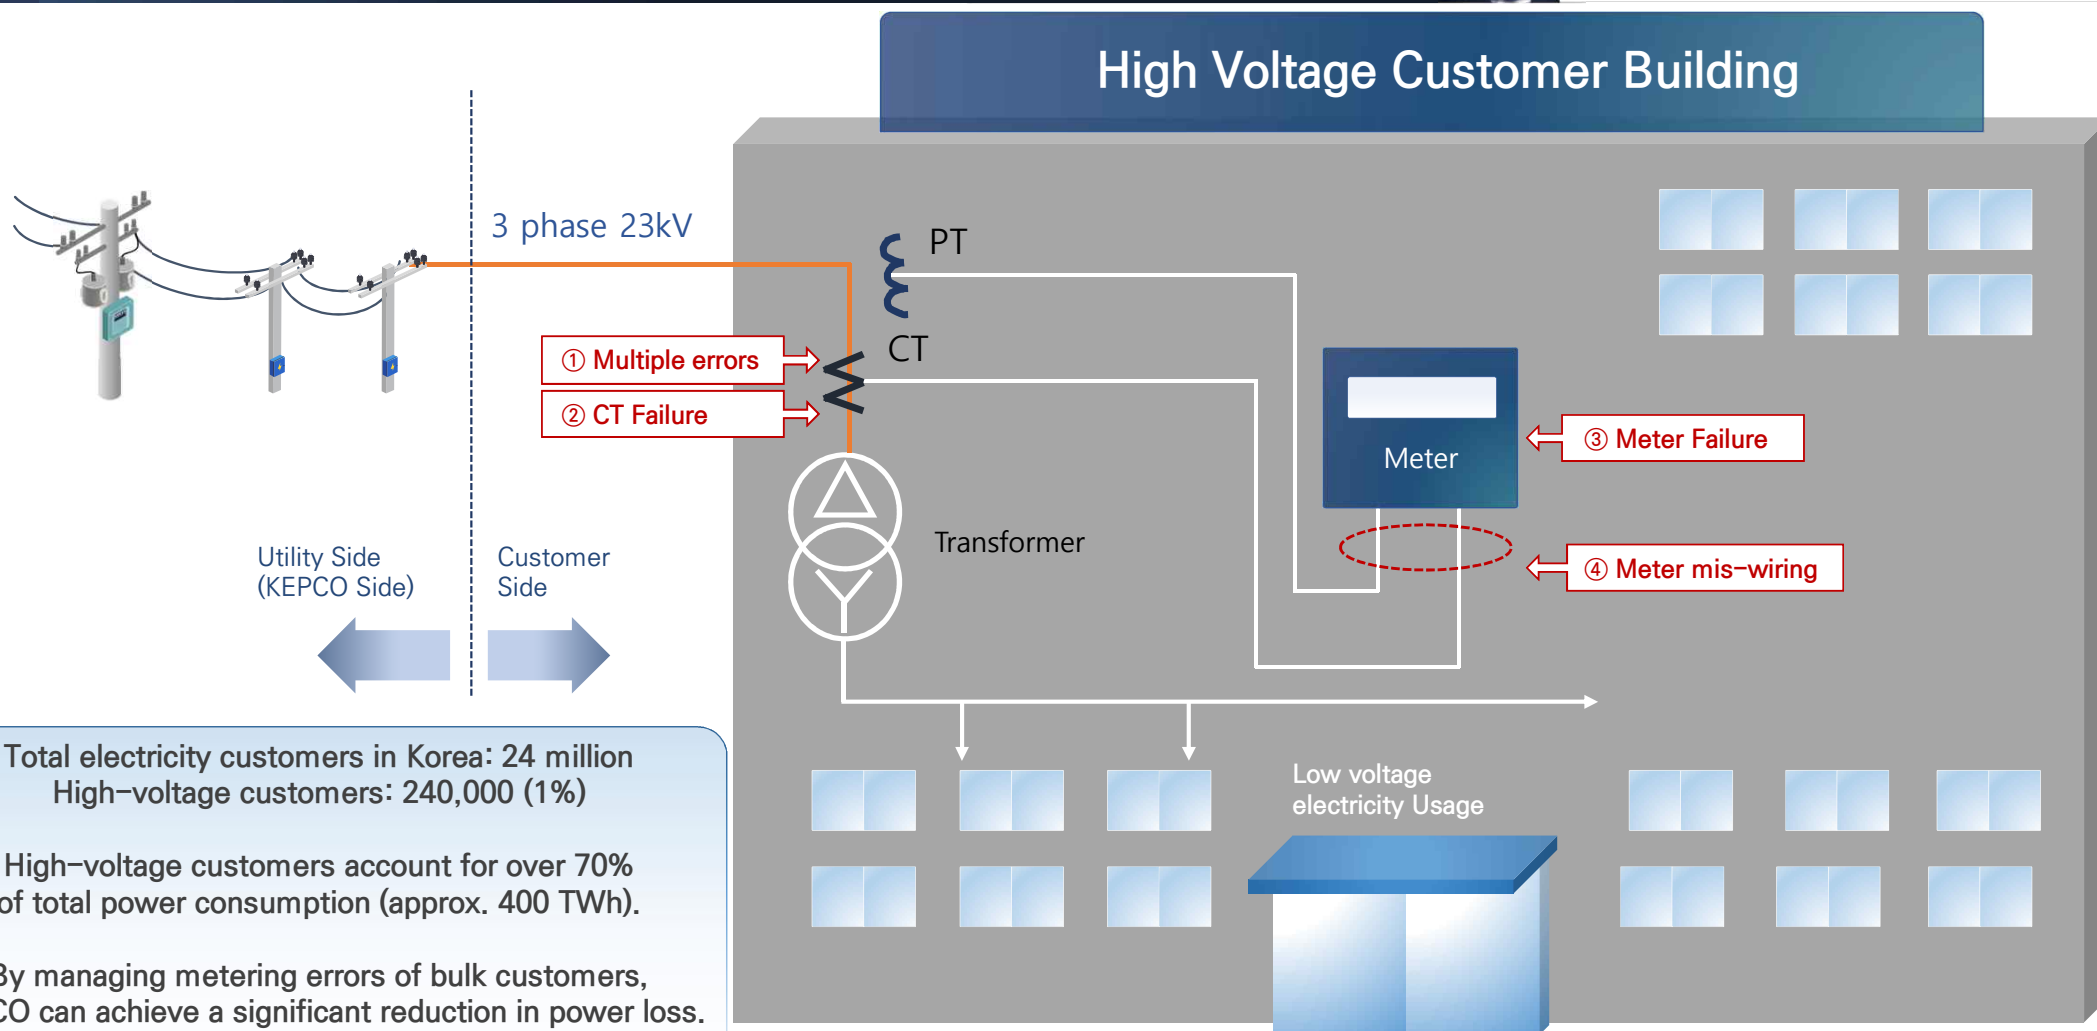 High Voltage Customer Building
3 phase 23kV
PT
CT
① Multiple errors
② CT Failure
③ Meter Failure
Meter
④ Meter mis-wiring
Transformer
Utility Side
(KEPCO Side)
Customer
Side
Low voltage
electricity Usage
Total electricity customers in Korea: 24 million
High-voltage customers: 240,000 (1%)
High-voltage customers account for over 70%
of total power consumption (approx. 400 TWh).
By managing metering errors of bulk customers,
CO can achieve a significant reduction in power loss.